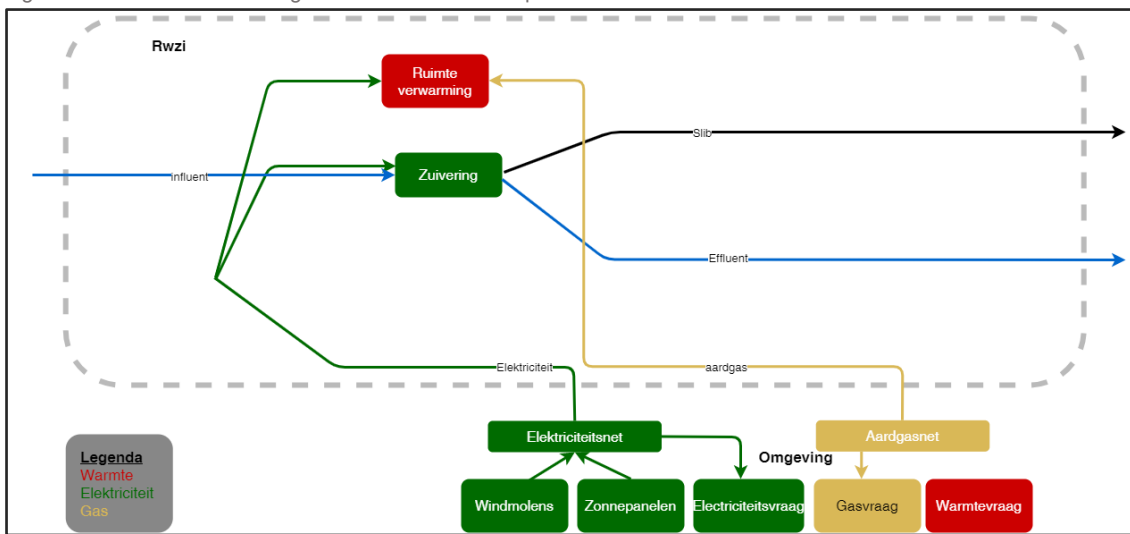 Rwzi
Ruimte
verwarming
Slib
influent
Zuivering
Effluent
Elektriciteit
aardgas
Elektriciteitsnet
Aardgasnet
Omgeving
Legenda
Warmte
Elektriciteit
Gas
Windmolens
Zonnepanelen
Electriciteitsvraag
Gasvraag
Warmtevraag